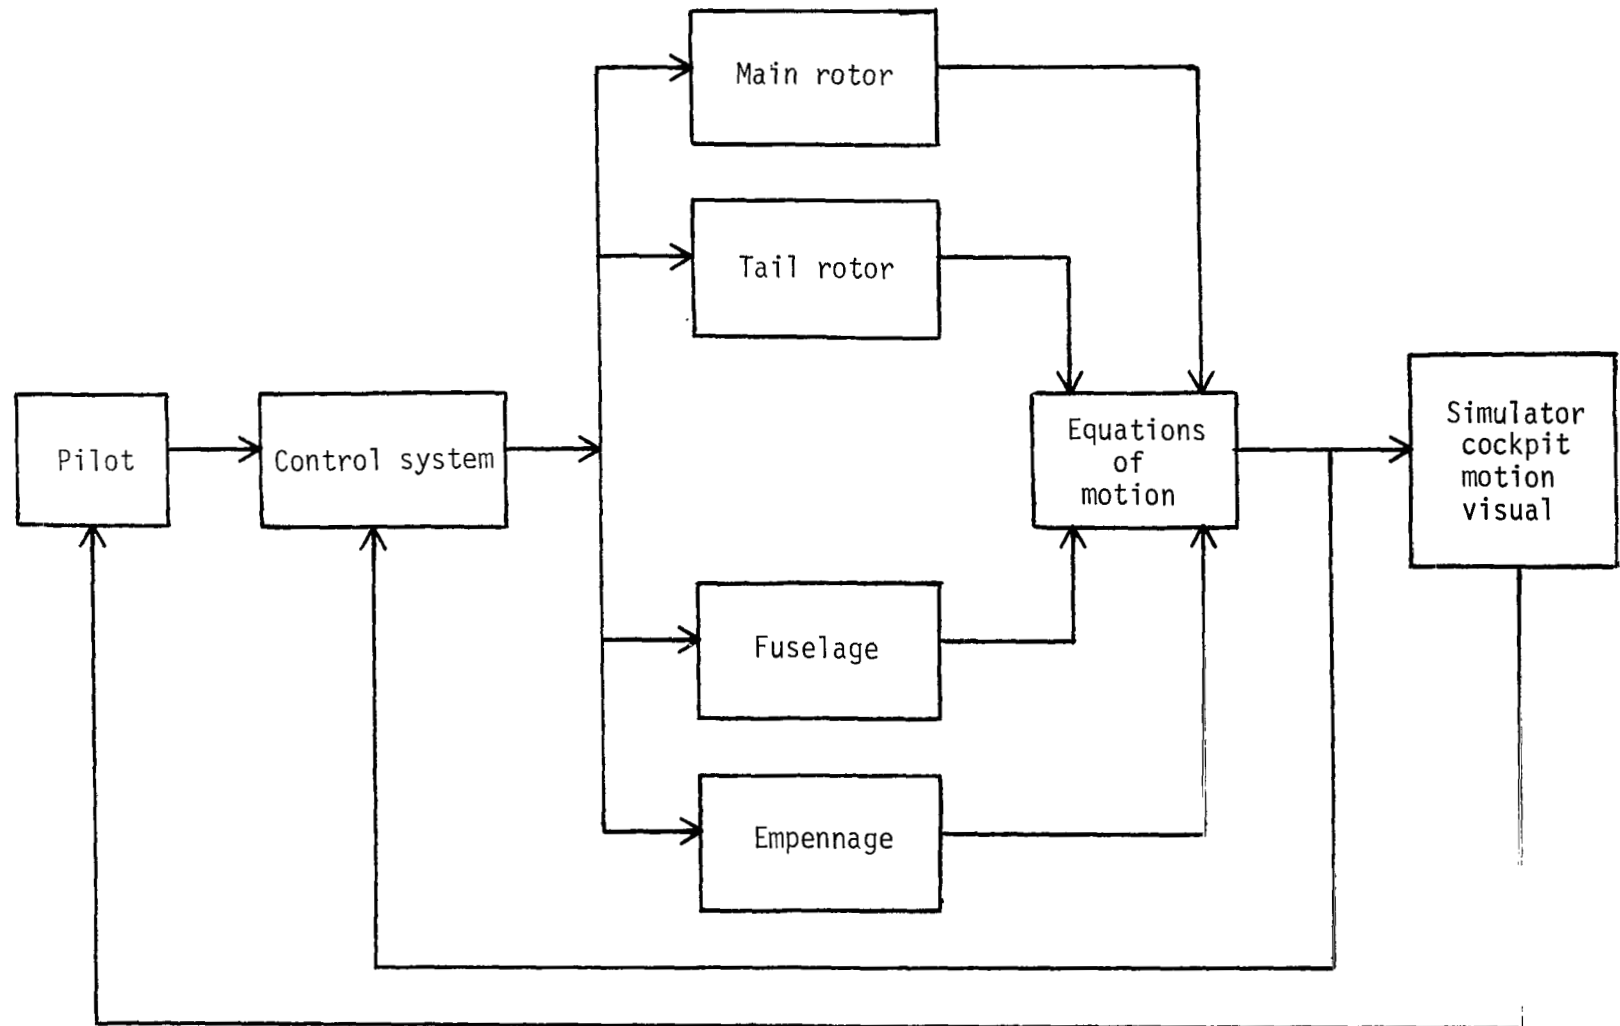 Main rotor
Tail rotor
Pilot
Control system
Equations
of
motion
Simulator
cockpit
motion
visual
Fuselage
Empennage